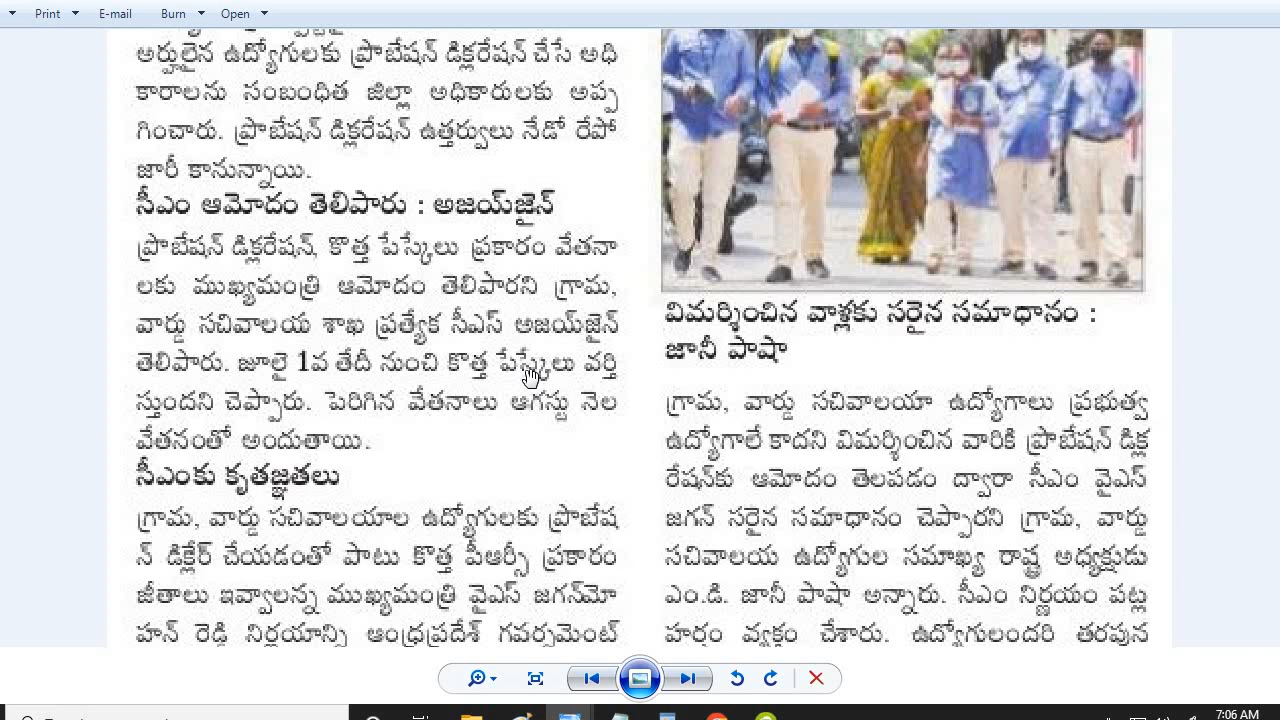 Print
E-mail
Burn
Open
అర్హులైన ఉద్యోగులకు ప్రొబేషన్ డిక్లరేషన్ చేసే అధి
కారాలను సంబంధిత జిల్లా అధికారులకు అప్ప
గించారు. ప్రొబేషన్ డిక్లరేషన్ ఉత్తర్వులు నేడో రేపో
జారీ కానున్నాయి.
సీఎం ఆమోదం తెలిపారు : అజయ్‌జైన్
ప్రొబేషన్ డిక్లరేషన్, కొత్త పేస్కేలు ప్రకారం వేతనా
లకు ముఖ్యమంత్రి ఆమోదం తెలిపారని గ్రామ,
వార్డు సచివాలయ శాఖ ప్రత్యేక సీఎస్ అజయ్‌జైన్
తెలిపారు. జూలై 1వ తేదీ నుంచి కొత్త పేస్కేలు వర్తి
స్తుందని చెప్పారు. పెరిగిన వేతనాలు ఆగస్టు నెల
వేతనంతో అందుతాయి.
సీఎంకు కృతజ్ఞతలు
గ్రామ, వార్డు సచివాలయాల ఉద్యోగులకు ప్రొబేష
న్ డిక్లేర్ చేయడంతో పాటు కొత్త పీఆర్సీ ప్రకారం
జీతాలు ఇవ్వాలన్న ముఖ్యమంత్రి వైఎస్ జగన్‌మో
హన్ రెడ్డి నిర్ణయాన్ని ఆంధ్రప్రదేశ్ గవర్నమెంట్
విమర్శించిన వాళ్లకు సరైన సమాధానం :
జానీ పాషా
గ్రామ, వార్డు సచివాలయా ఉద్యోగాలు ప్రభుత్వ
ఉద్యోగాలే కాదని విమర్శించిన వారికి ప్రొబేషన్ డిక్ల
రేషన్‌కు ఆమోదం తెలపడం ద్వారా సీఎం వైఎస్
జగన్ సరైన సమాధానం చెప్పారని గ్రామ, వార్డు
సచివాలయ ఉద్యోగుల సమాఖ్య రాష్ట్ర అధ్యక్షుడు
ఎం.డి. జానీ పాషా అన్నారు. సీఎం నిర్ణయం పట్ల
హర్షం వ్యక్తం చేశారు. ఉద్యోగులందరి తరపున
7:06 AM